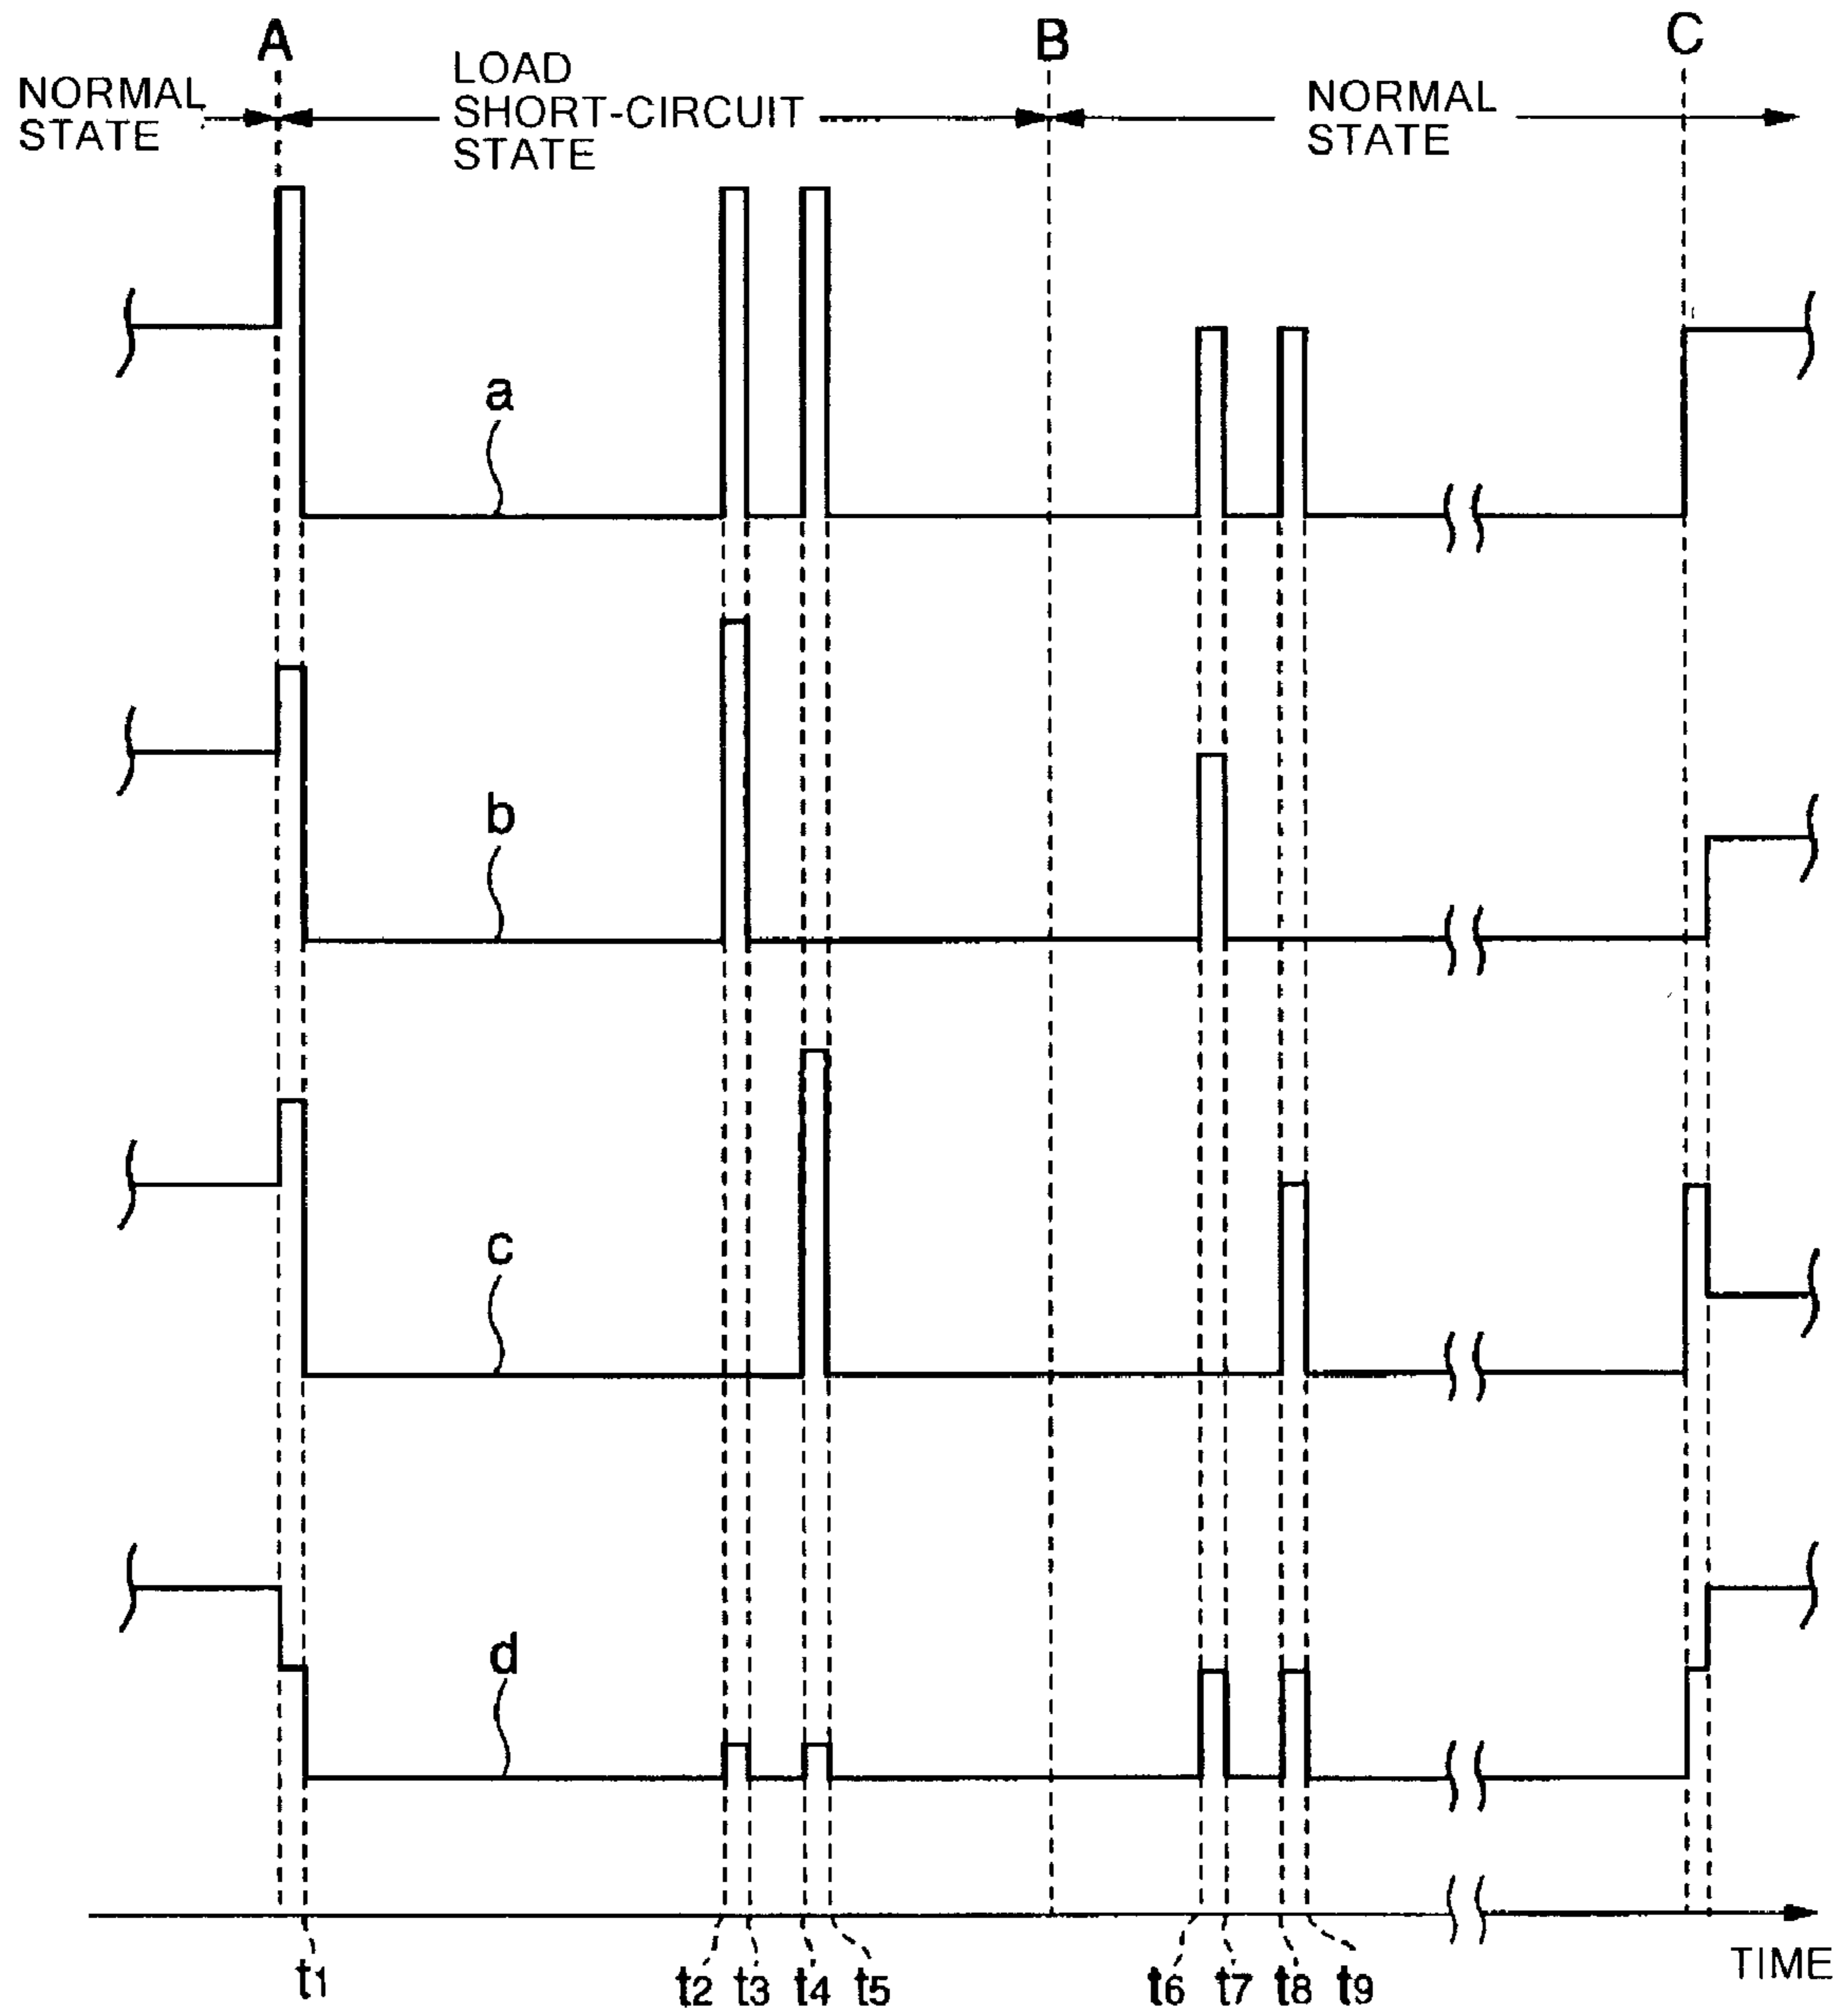 A
B
C
NORMAL
STATE
LOAD
SHORT-CIRCUIT
STATE
NORMAL
STATE
a
b
c
d
t1
t2
t3
t4
t5
t6
t7
t8
t9
TIME